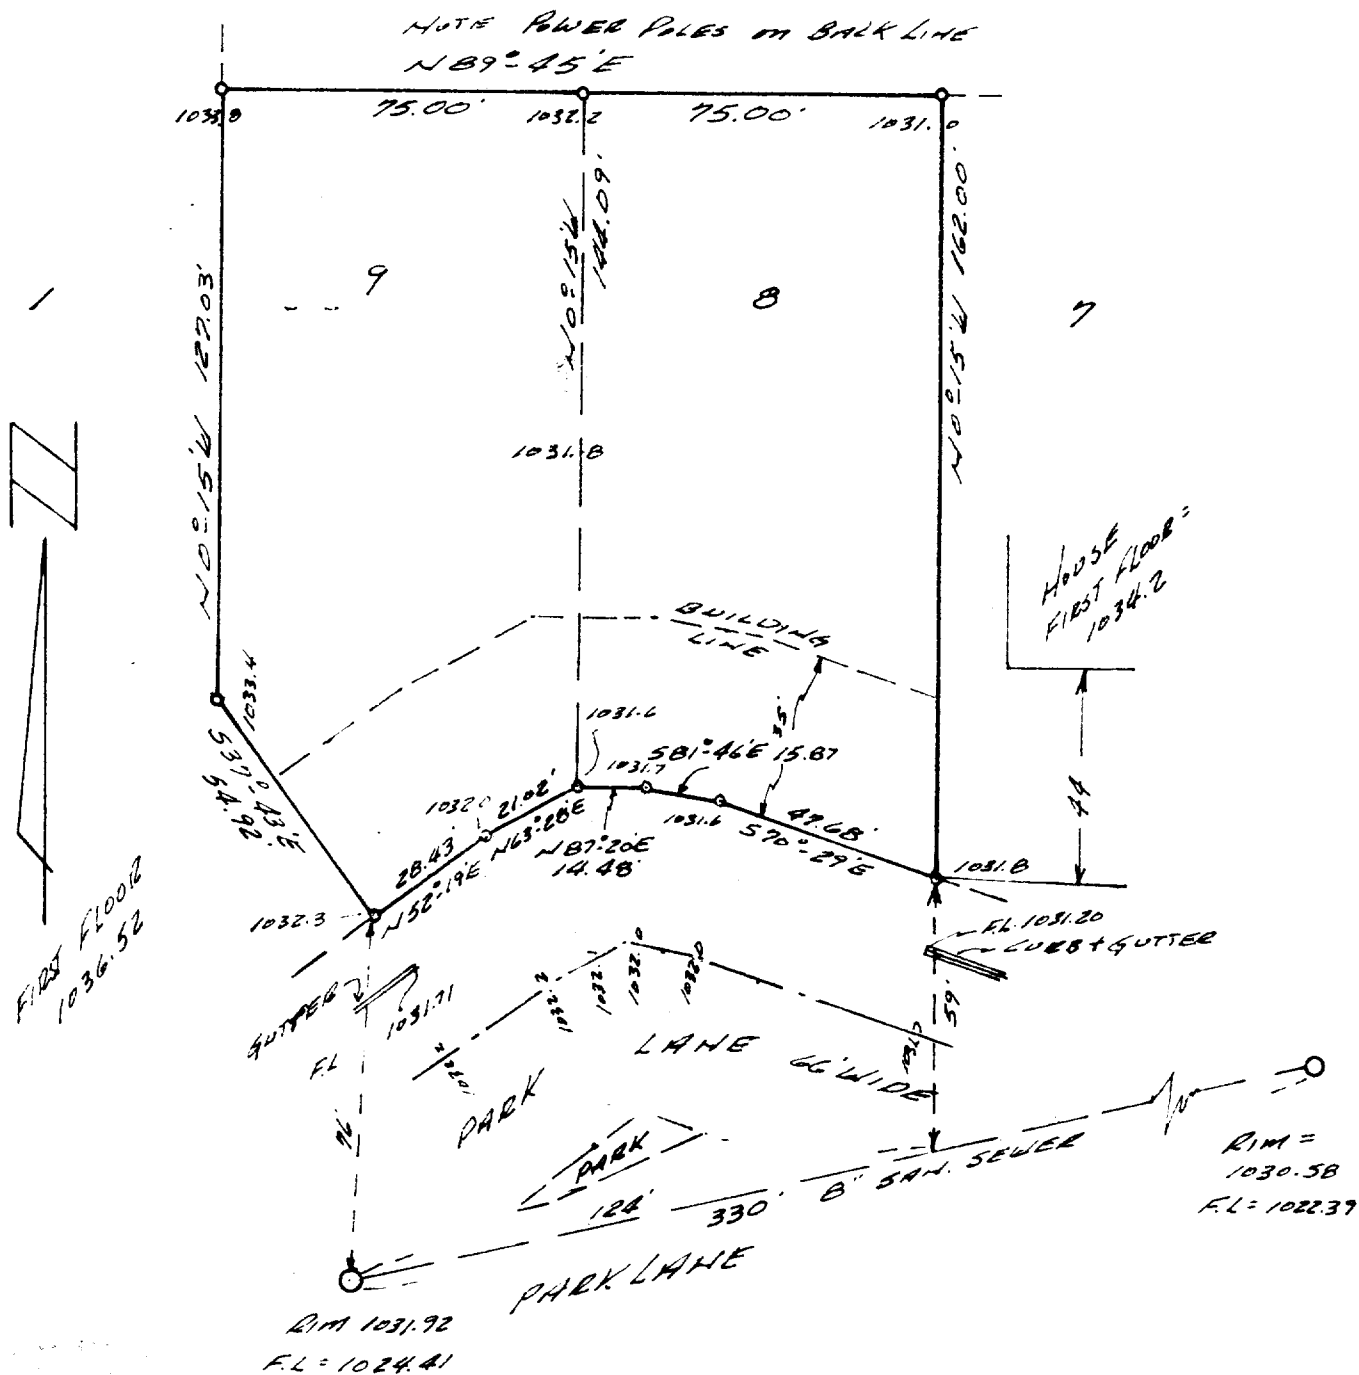 NOTE POWER POLES on BACK LINE
N89°-45'E
75.00'
75.00'
1032.2
1031.0
N0°-15'W 127.03'
N0°-15'W
144.09'
N0°-15'W 162.00'
9
8
7
1
1031.8
N
HOUSE
FIRST FLOOR =
1034.2
BUILDING
LINE
35'
44
1033.4
S37°-43'E
54.92'
1031.6
1031.7
S81°-46'E 15.87
1032.0
21.02'
N63°-28'E
28.43'
N52°-19'E
N87°-20'E
14.48'
1031.6
47.68'
S70°-29'E
1031.8
1032.3
FIRST FLOOR
1036.52
F.L. 1031.20
CURB + GUTTER
GUTTER
F.L
1031.71
1032.2
1032.1
1032.0
1032.0
59'
76'
PARK LANE 66' WIDE
PARK
124'
330'
8" SAN. SEWER
PARK LANE
RIM =
1030.58
F.L = 1022.39
RIM 1031.92
F.L = 1024.41